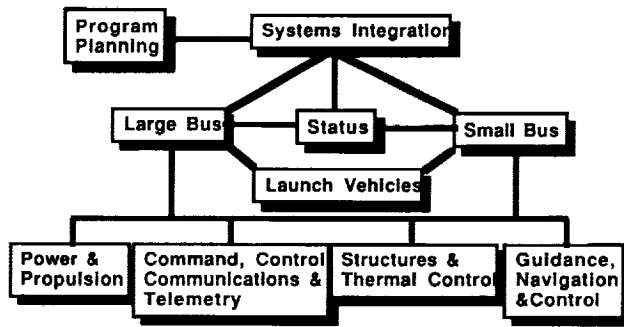 Program
Planning
Systems Integration
Large Bus
Status
Small Bus
Launch Vehicles
Power &
Propulsion
Command, Control
Communications &
Telemetry
Structures &
Thermal Control
Guidance,
Navigation
&Control